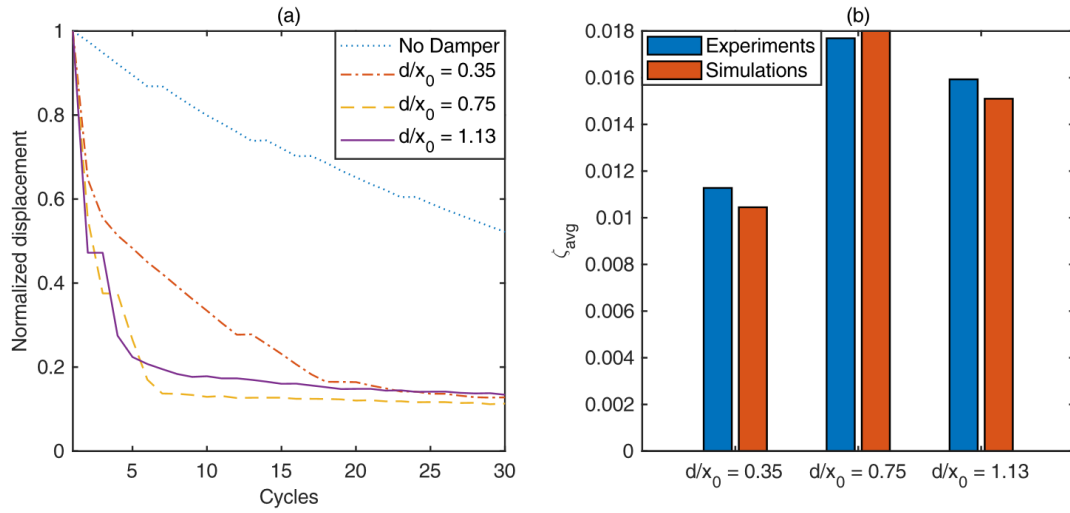 (a)
Normalized displacement
1
0.8
0.6
0.4
0.2
0
5
10
15
20
25
30
Cycles
No Damper
d/x₀ = 0.35
d/x₀ = 0.75
d/x₀ = 1.13
(b)
ζavg
0.018
0.016
0.014
0.012
0.01
0.008
0.006
0.004
0.002
0
Experiments
Simulations
d/x₀ = 0.35
d/x₀ = 0.75
d/x₀ = 1.13